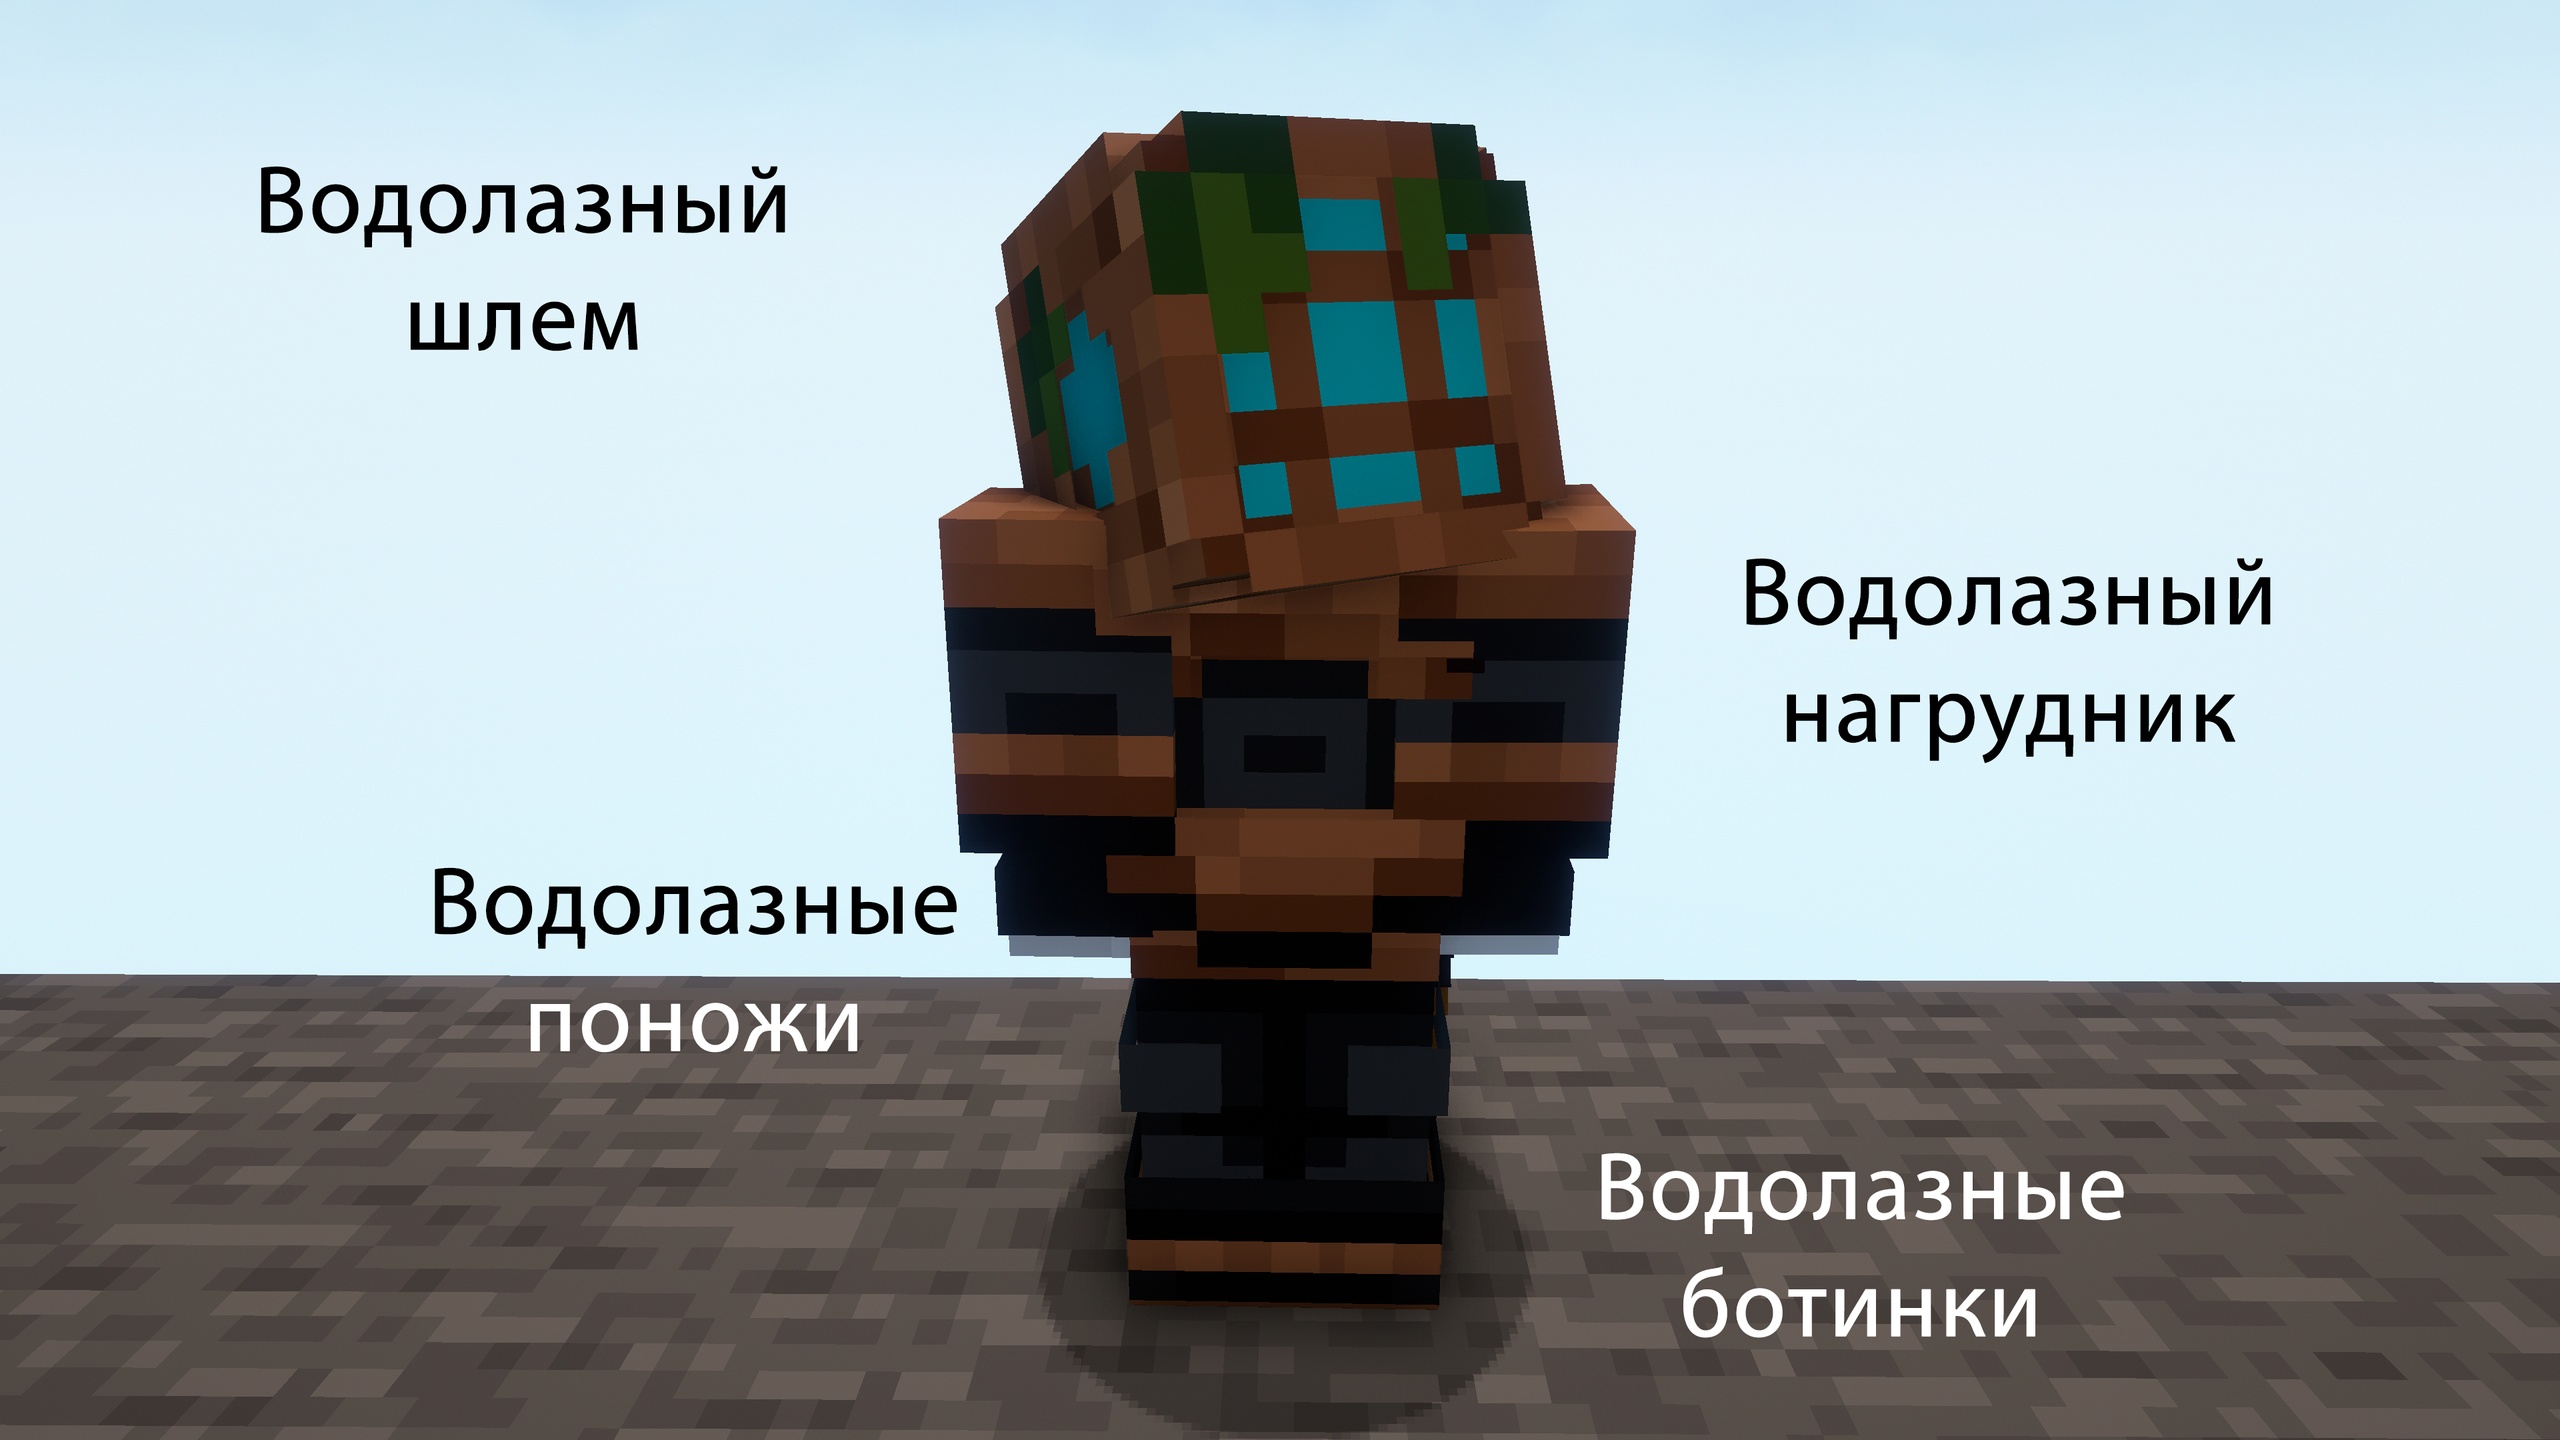 Водолазный
шлем
Водолазный
нагрудник
Водолазные
поножи
Водолазные
ботинки